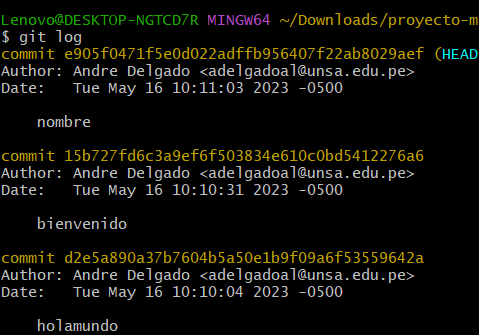 Lenovo@DESKTOP-NGTCD7R MINGW64 ~/Downloads/proyecto-m
$ git log
commit e905f0471f5e0d022adffb956407f22ab8029aef (HEAD
Author: Andre Delgado <adelgadoal@unsa.edu.pe>
Date:   Tue May 16 10:11:03 2023 -0500
nombre
commit 15b727fd6c3a9ef6f503834e610c0bd5412276a6
Author: Andre Delgado <adelgadoal@unsa.edu.pe>
Date:   Tue May 16 10:10:31 2023 -0500
bienvenido
commit d2e5a890a37b7604b5a50e1b9f09a6f53559642a
Author: Andre Delgado <adelgadoal@unsa.edu.pe>
Date:   Tue May 16 10:10:04 2023 -0500
holamundo